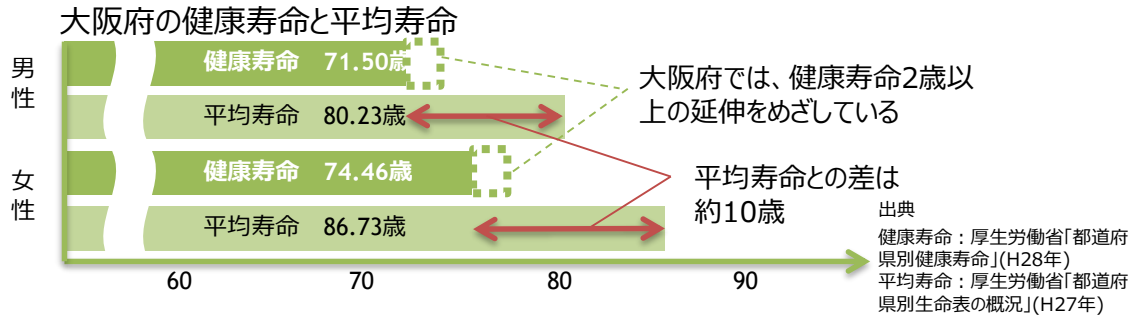 大阪府の健康寿命と平均寿命
男性
健康寿命 71.50歳
平均寿命 80.23歳
女性
健康寿命 74.46歳
平均寿命 86.73歳
60 70 80 90
大阪府では、健康寿命2歳以
上の延伸をめざしている
平均寿命との差は
約10歳
出典
健康寿命：厚生労働省「都道府
県別健康寿命」(H28年)
平均寿命：厚生労働省「都道府
県別生命表の概況」(H27年)